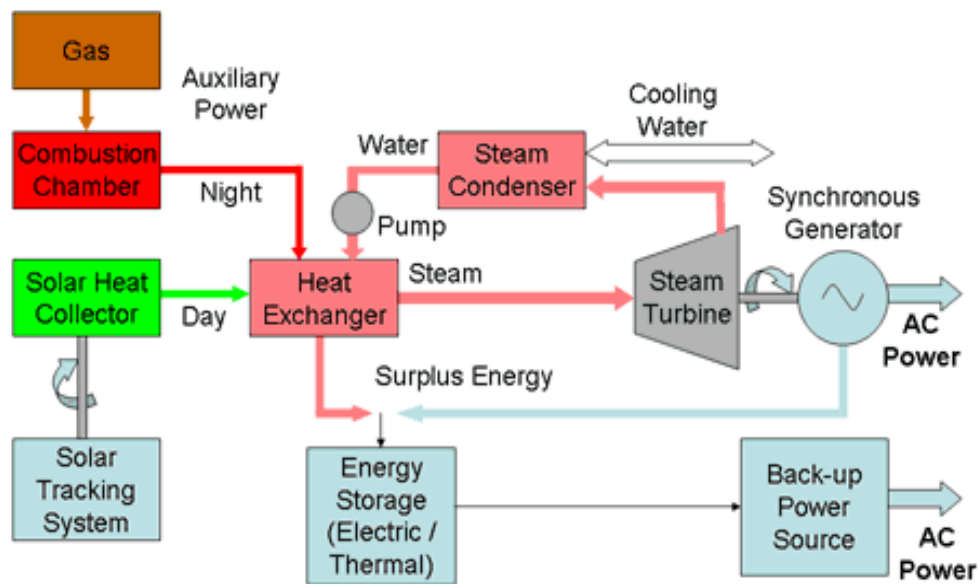 Gas
Auxiliary
Power
Cooling
Water
Combustion
Chamber
Water
Steam
Condenser
Night
Pump
Synchronous
Generator
Solar Heat
Collector
Day
Heat
Exchanger
Steam
Steam
Turbine
AC
Power
Surplus Energy
Solar
Tracking
System
Energy
Storage
(Electric /
Thermal)
Back-up
Power
Source
AC
Power